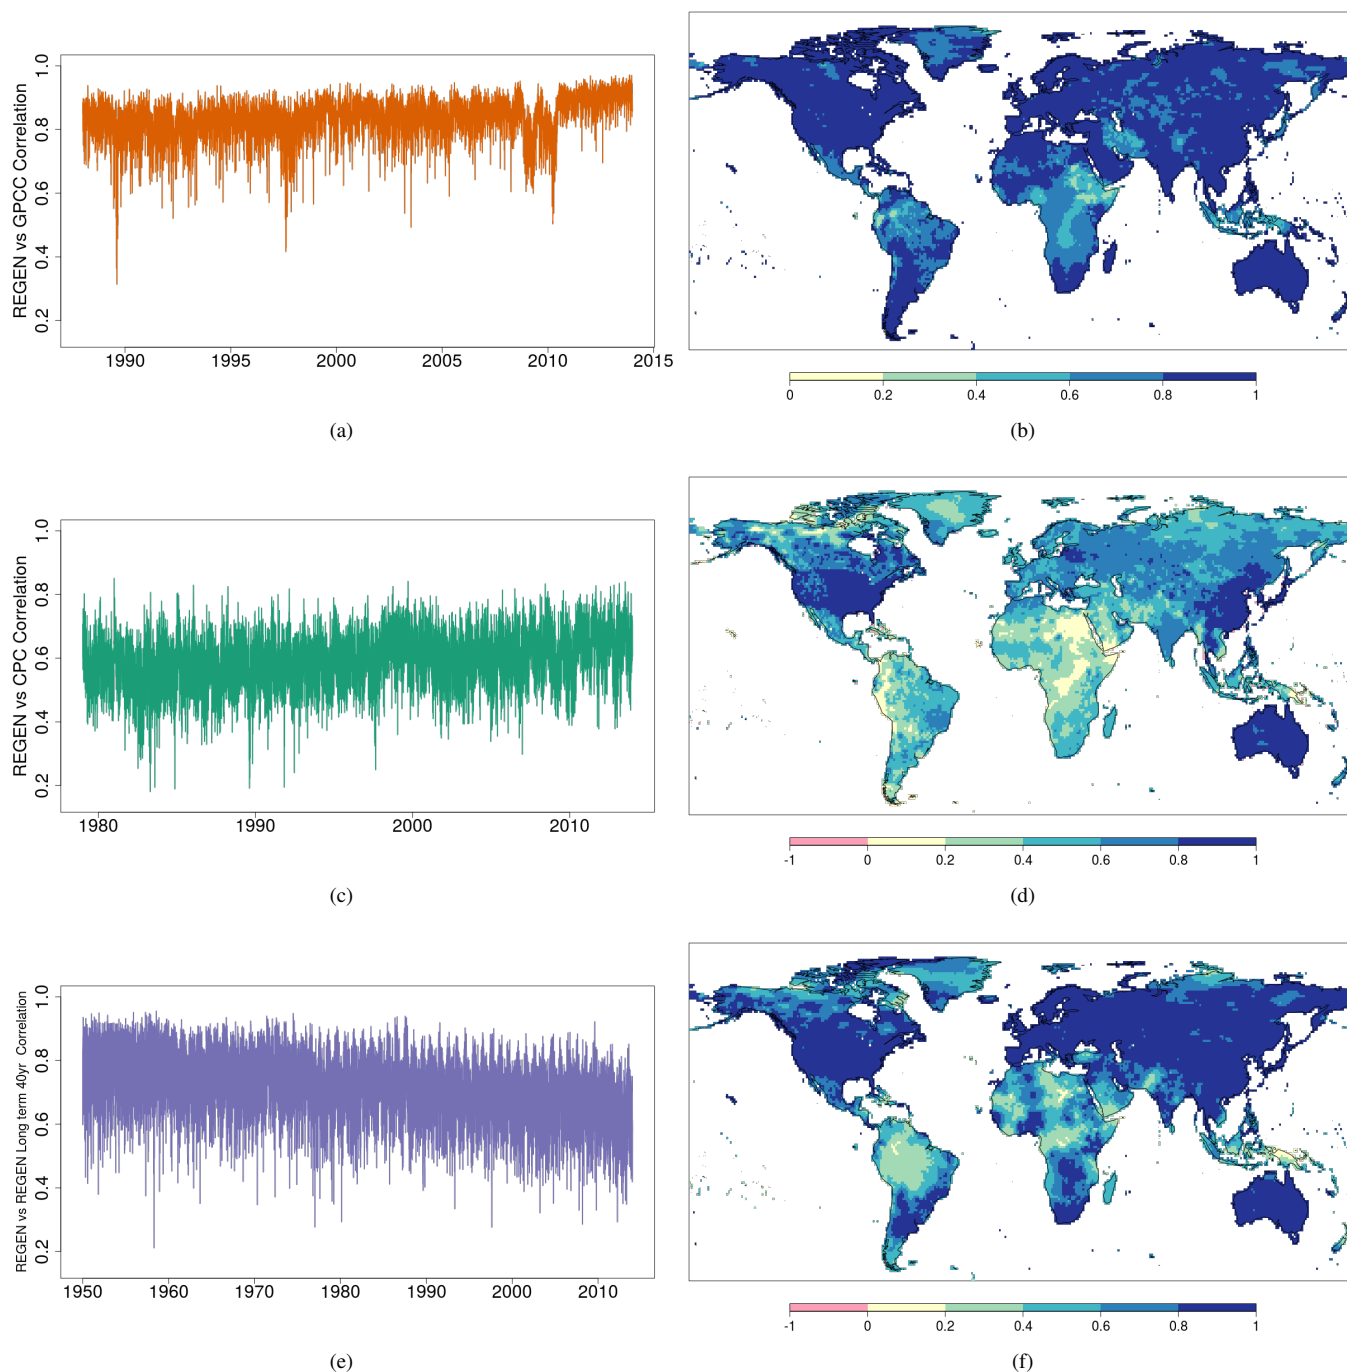 REGEN vs GPCC Correlation
1.0
0.8
0.6
0.4
0.2
1990 1995 2000 2005 2010 2015
0 0.2 0.4 0.6 0.8 1
(a) (b)
REGEN vs CPC Correlation
1.0
0.8
0.6
0.4
0.2
1980 1990 2000 2010
-1 0 0.2 0.4 0.6 0.8 1
(c) (d)
REGEN vs REGEN Long term 40yr Correlation
1.0
0.8
0.6
0.4
0.2
1950 1960 1970 1980 1990 2000 2010
-1 0 0.2 0.4 0.6 0.8 1
(e) (f)